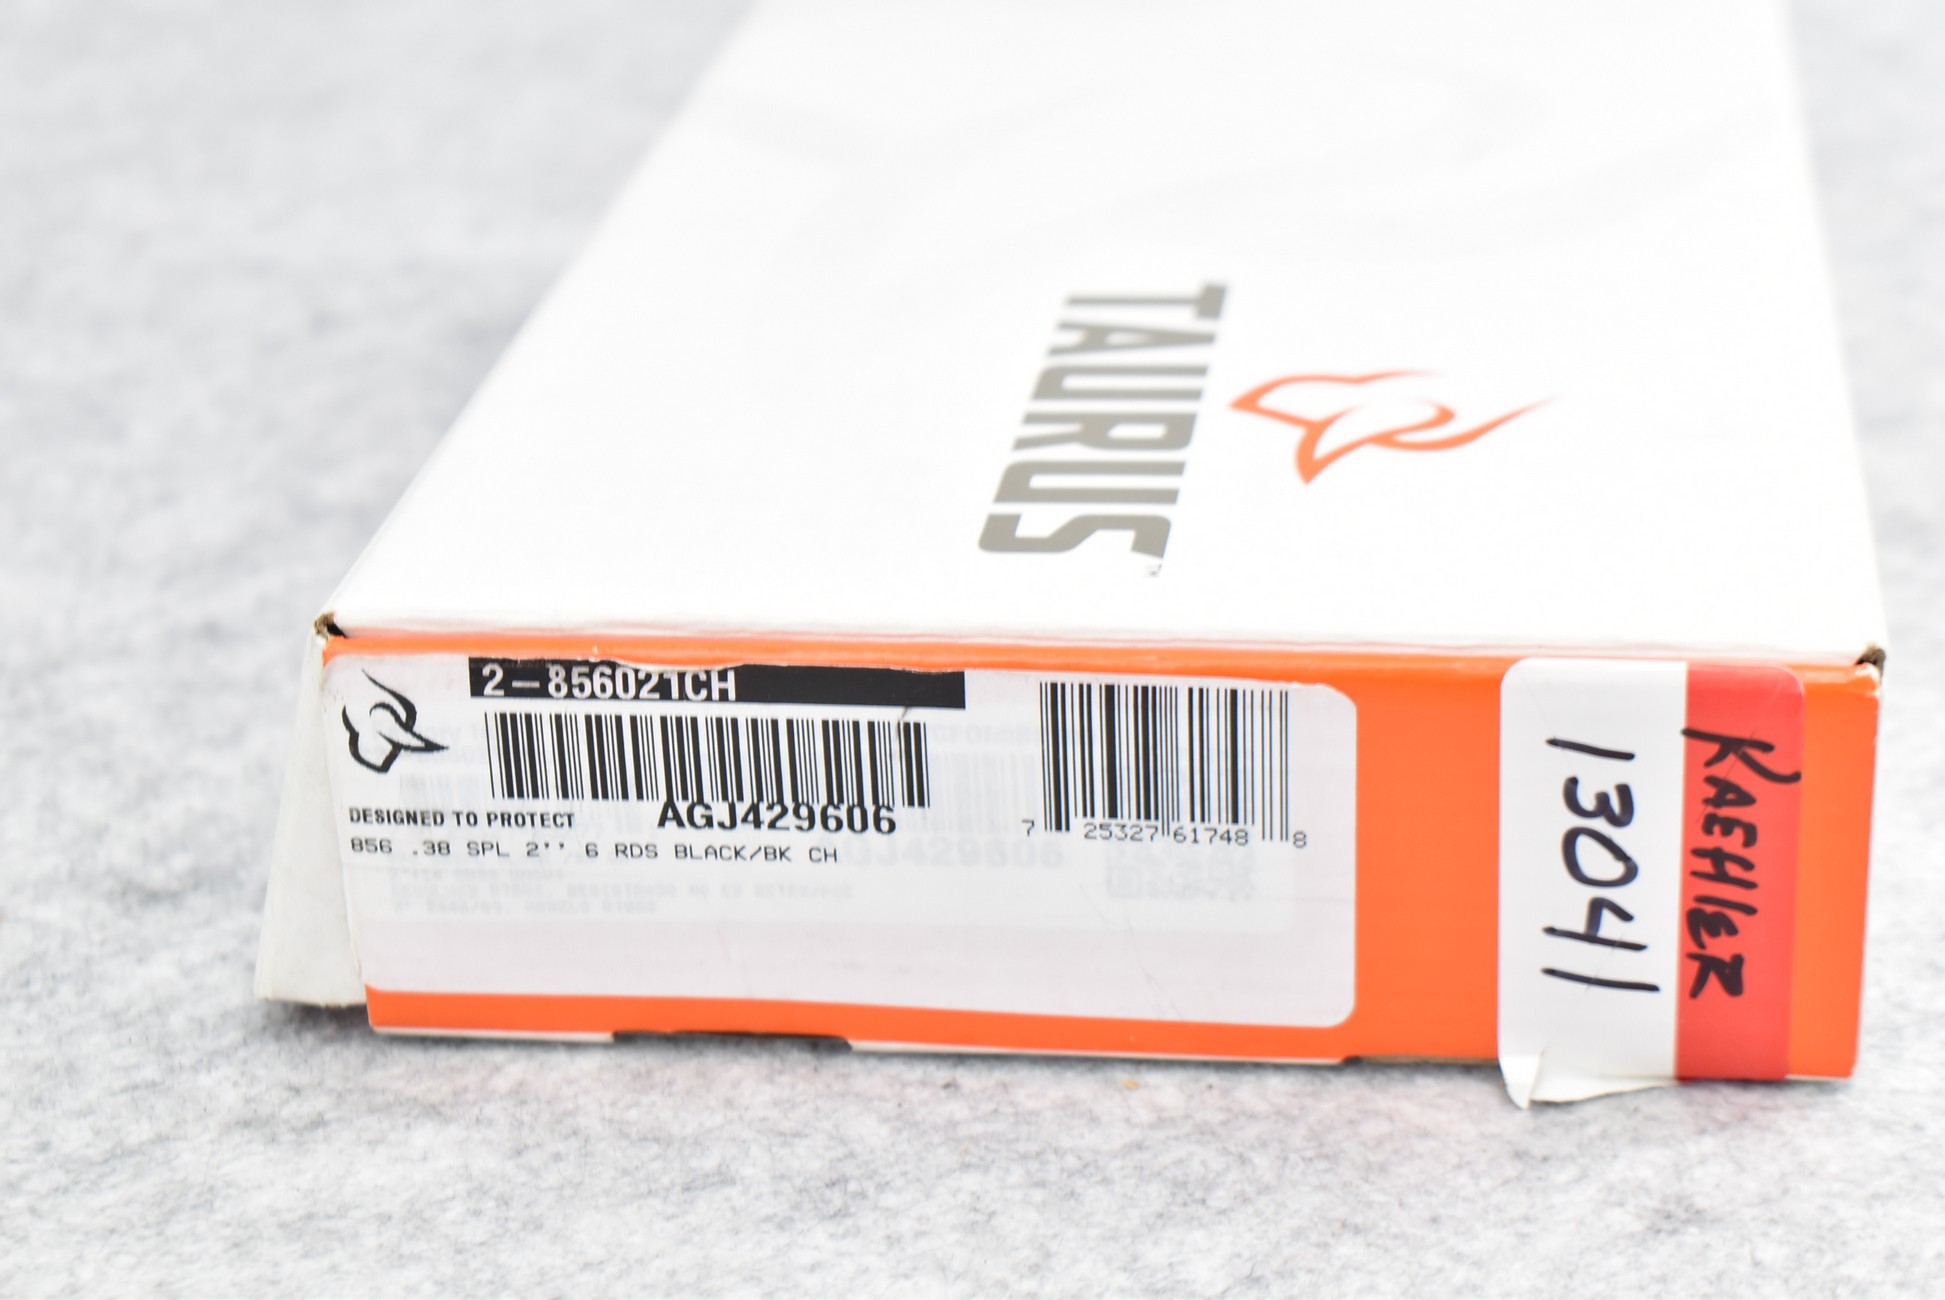 TAURUS™
2-856021CH
AGJ429606
DESIGNED TO PROTECT
856 .38 SPL 2'' 6 RDS BLACK/BK CH
7 25327 61748 8
KAEHLER
13041